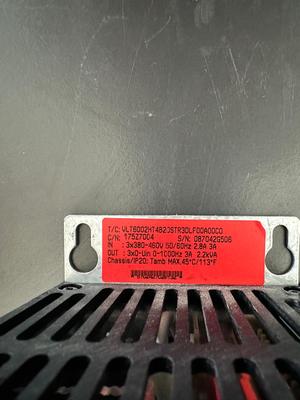 T/C: VLT6002HT4B20STR3DLF00A00C0
C/N: 175Z7004 S/N: 087042G506
IN : 3x380-460V 50/60Hz 2.8A 3A
OUT : 3x0-Uin 0-1000Hz 3A 2.2kVA
Chassis/IP20: Tamb MAX.45°C/113°F